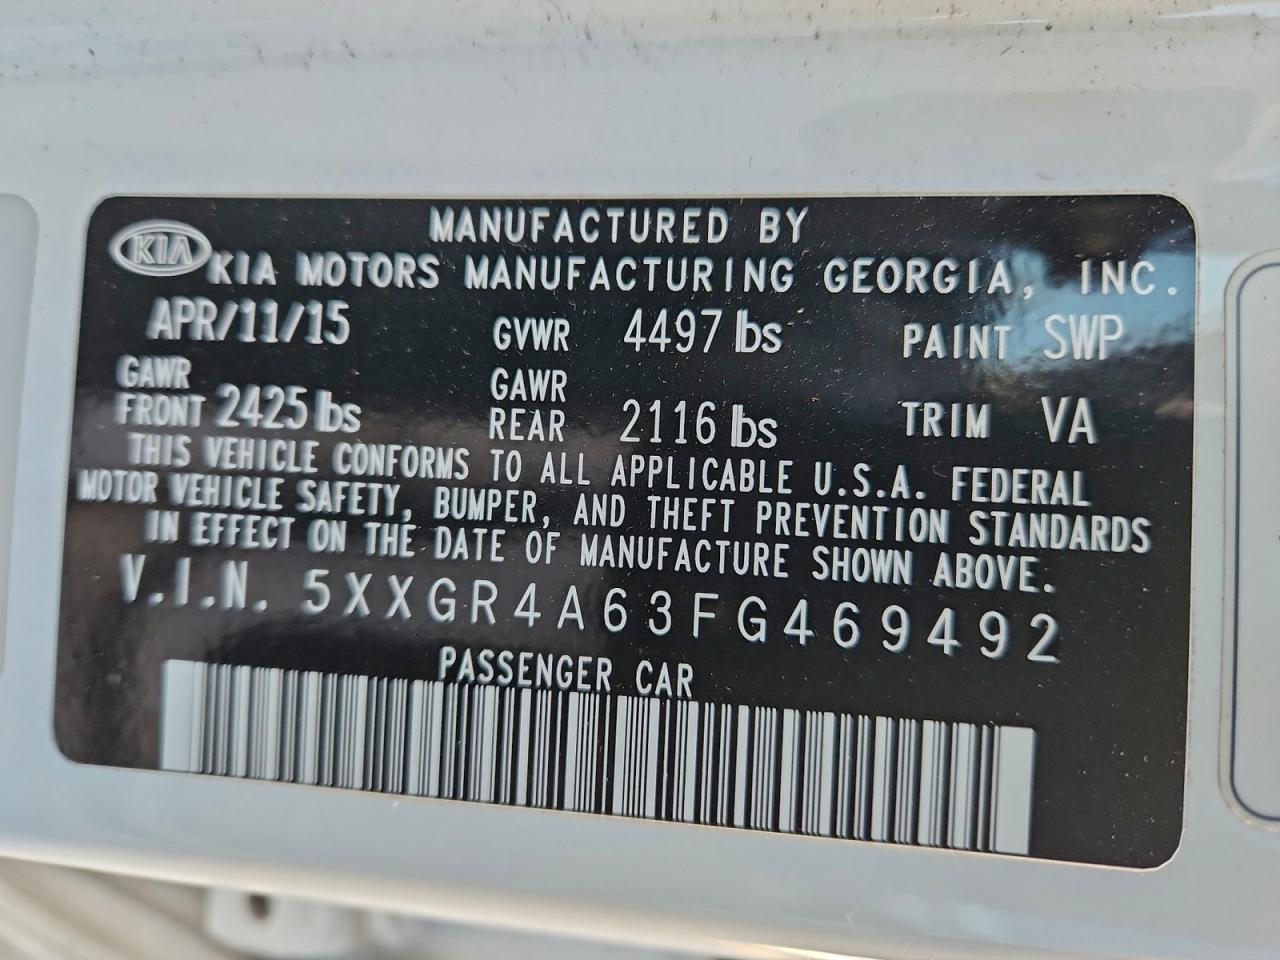 MANUFACTURED BY
KIA KIA MOTORS MANUFACTURING GEORGIA, INC.
APR/11/15 GVWR 4497 lbs PAINT SWP
GAWR FRONT 2425 lbs GAWR REAR 2116 lbs TRIM VA
THIS VEHICLE CONFORMS TO ALL APPLICABLE U.S.A. FEDERAL
MOTOR VEHICLE SAFETY, BUMPER, AND THEFT PREVENTION STANDARDS
IN EFFECT ON THE DATE OF MANUFACTURE SHOWN ABOVE.
V.I.N. 5XXGR4A63FG469492
PASSENGER CAR